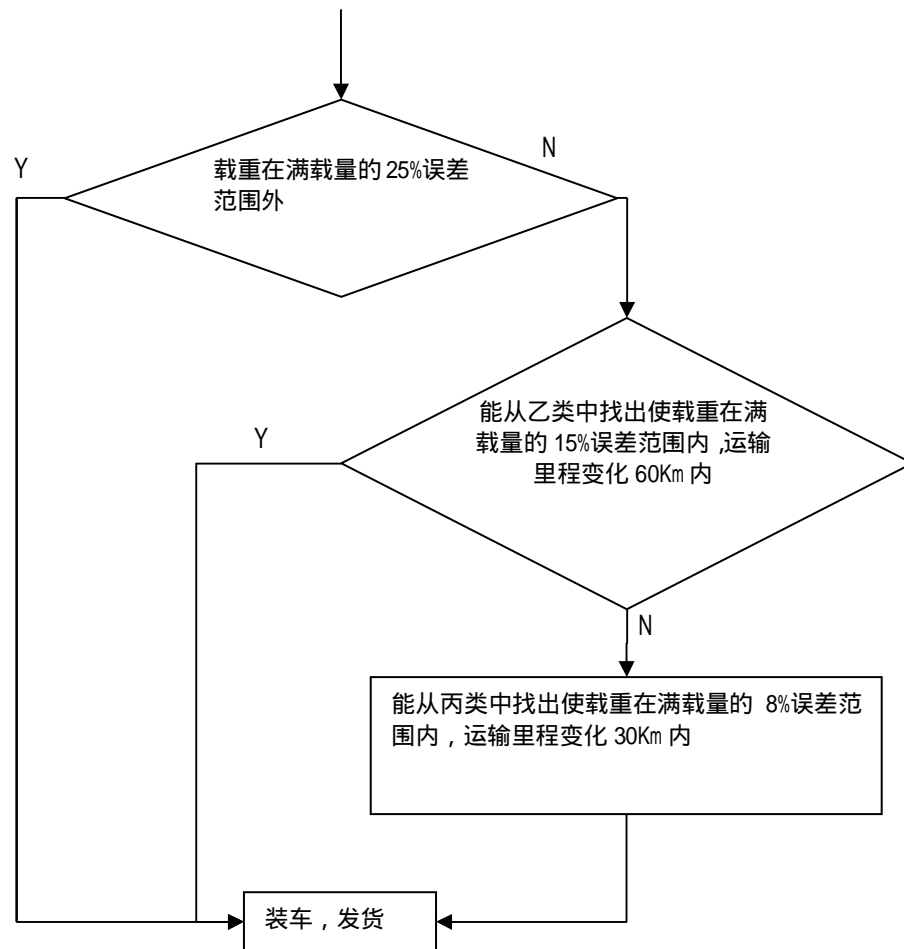 Y
N
载重在满载量的 25%误差
范围外
能从乙类中找出使载重在满
载量的 15%误差范围内 ,运输
里程变化 60Km 内
Y
N
能从丙类中找出使载重在满载量的 8%误差范
围内，运输里程变化 30Km 内
装车，发货